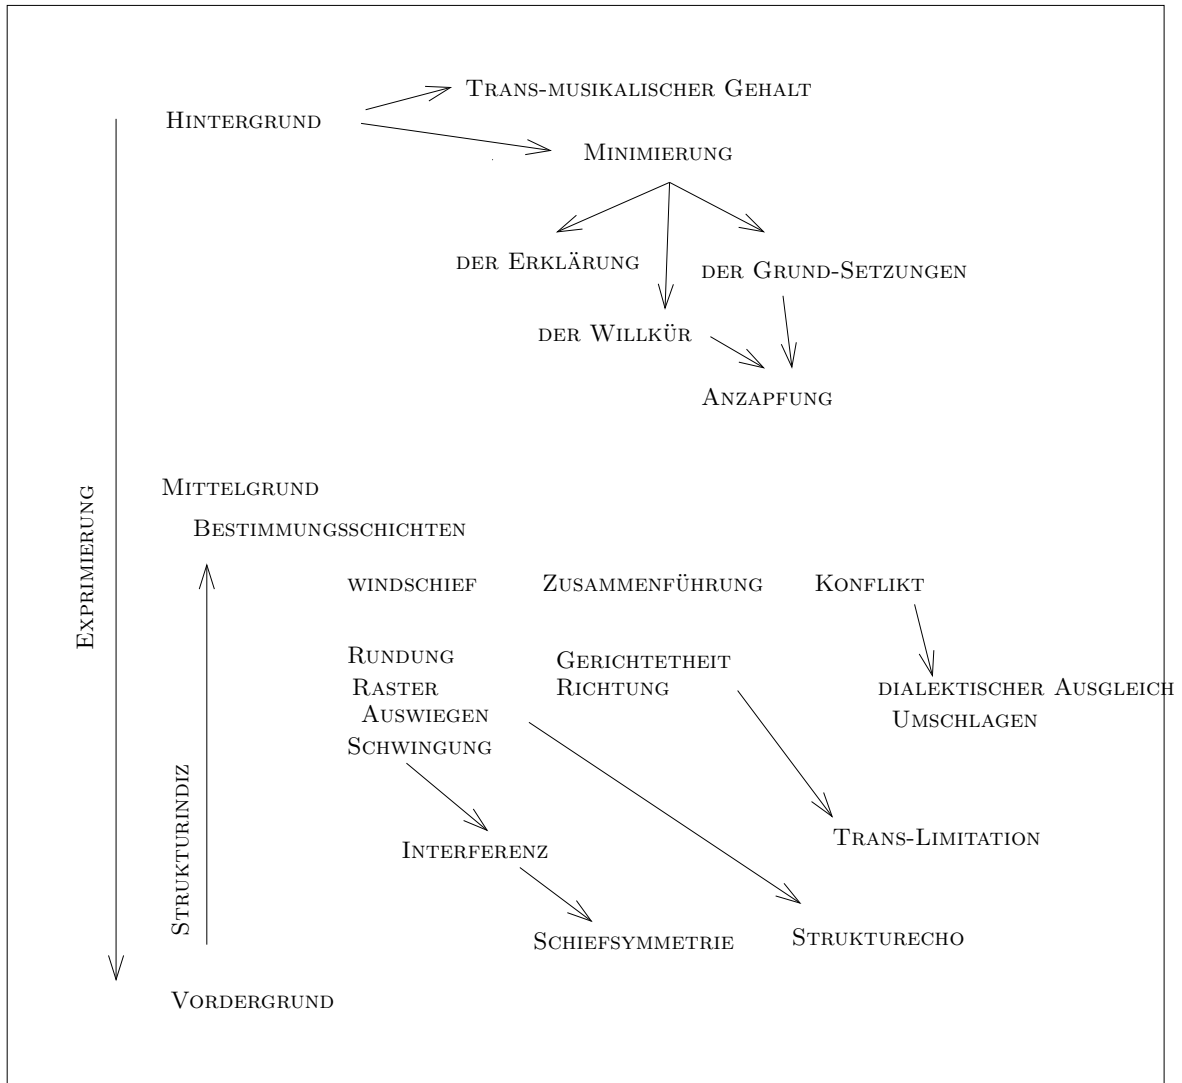 Trans-musikalischer Gehalt
Hintergrund
Minimierung
der Erklärung
der Grund-Setzungen
der Willkür
Anzapfung
Exprimierung
Mittelgrund
Bestimmungsschichten
windschief Zusammenführung Konflikt
Rundung
Gerichtetheit
Raster
Richtung
dialektischer Ausgleich
Auswiegen
Umschlagen
Schwingung
Strukturindiz
Trans-Limitation
Interferenz
Schiefsymmetrie
Strukturecho
Vordergrund